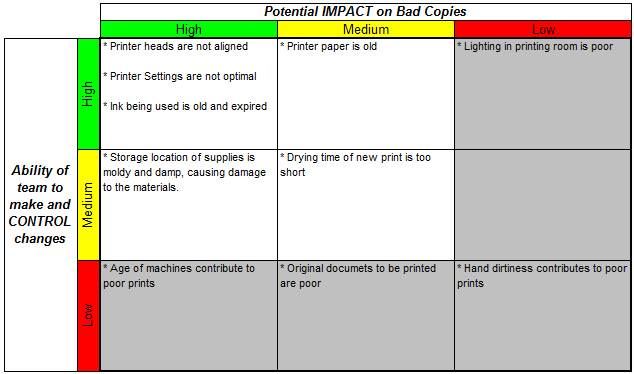 Potential IMPACT on Bad Copies
High
Medium
Low
Ability of
team to
make and
CONTROL
changes
High
* Printer heads are not aligned
* Printer Settings are not optimal
* Ink being used is old and expired
* Printer paper is old
* Lighting in printing room is poor
Medium
* Storage location of supplies is
moldy and damp, causing damage
to the materials.
* Drying time of new print is too
short
Low
* Age of machines contribute to
poor prints
* Original documets to be printed
are poor
* Hand dirtiness contributes to poor
prints